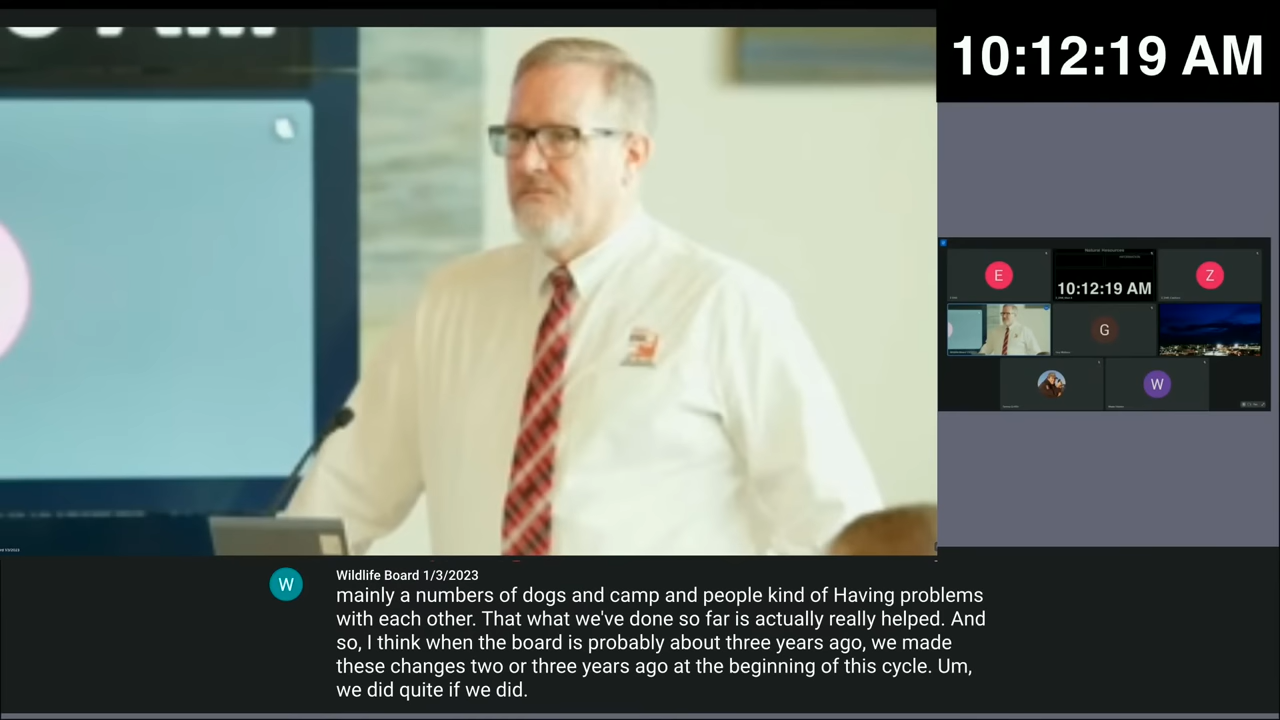 10:12:19 AM
E
10:12:19 AM
Z
G
W
W
Wildlife Board 1/3/2023
mainly a numbers of dogs and camp and people kind of Having problems
with each other. That what we've done so far is actually really helped. And
so, I think when the board is probably about three years ago, we made
these changes two or three years ago at the beginning of this cycle. Um,
we did quite if we did.